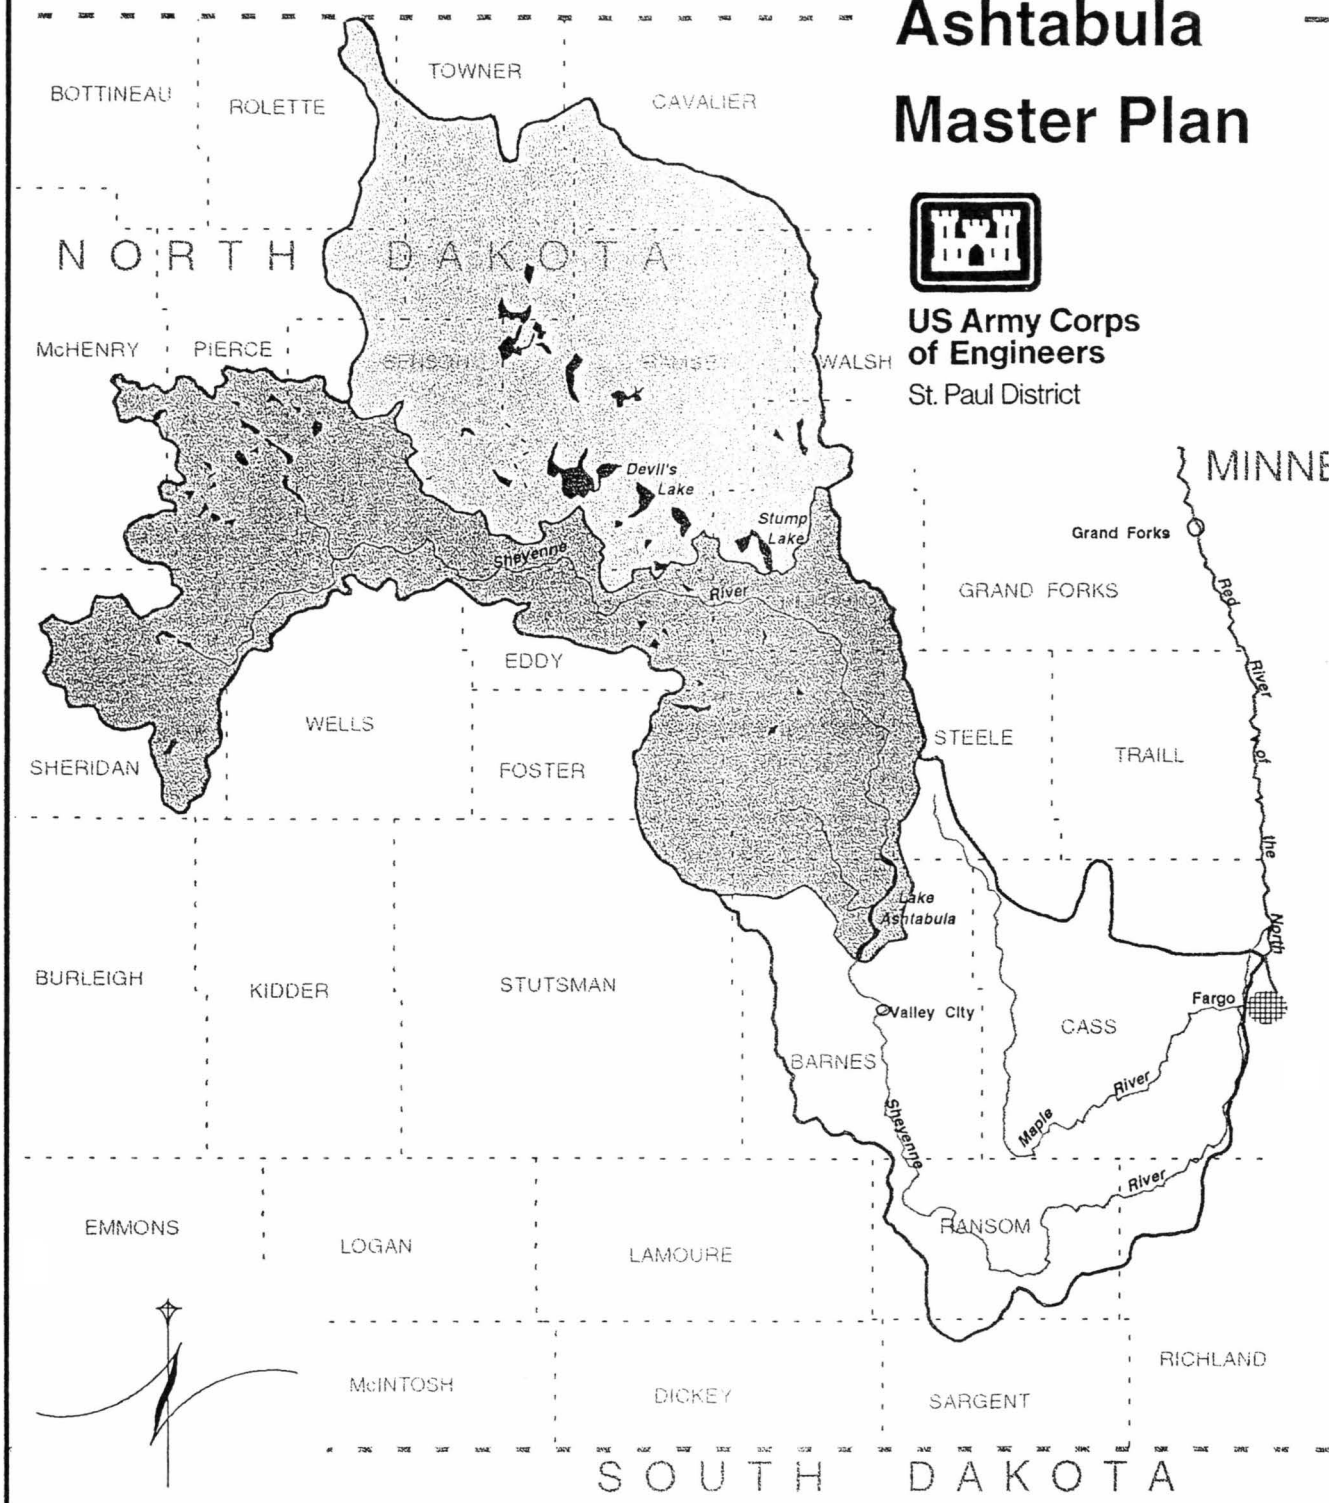 Ashtabula
Master Plan
US Army Corps
of Engineers
St. Paul District
TOWNER
BOTTINEAU
ROLETTE
CAVALIER
NORTH DAKOTA
McHENRY
PIERCE
BENSON
RAMSEY
WALSH
Devil's
Lake
MINNE
Stump
Lake
Grand Forks
Sheyenne
River
GRAND FORKS
Red
River
of
the
North
EDDY
WELLS
STEELE
TRAILL
SHERIDAN
FOSTER
Lake
Ashtabula
BURLEIGH
KIDDER
STUTSMAN
Valley City
Fargo
CASS
BARNES
Maple
River
Sheyenne
River
EMMONS
LOGAN
LAMOURE
RANSOM
McINTOSH
DICKEY
SARGENT
RICHLAND
SOUTH DAKOTA